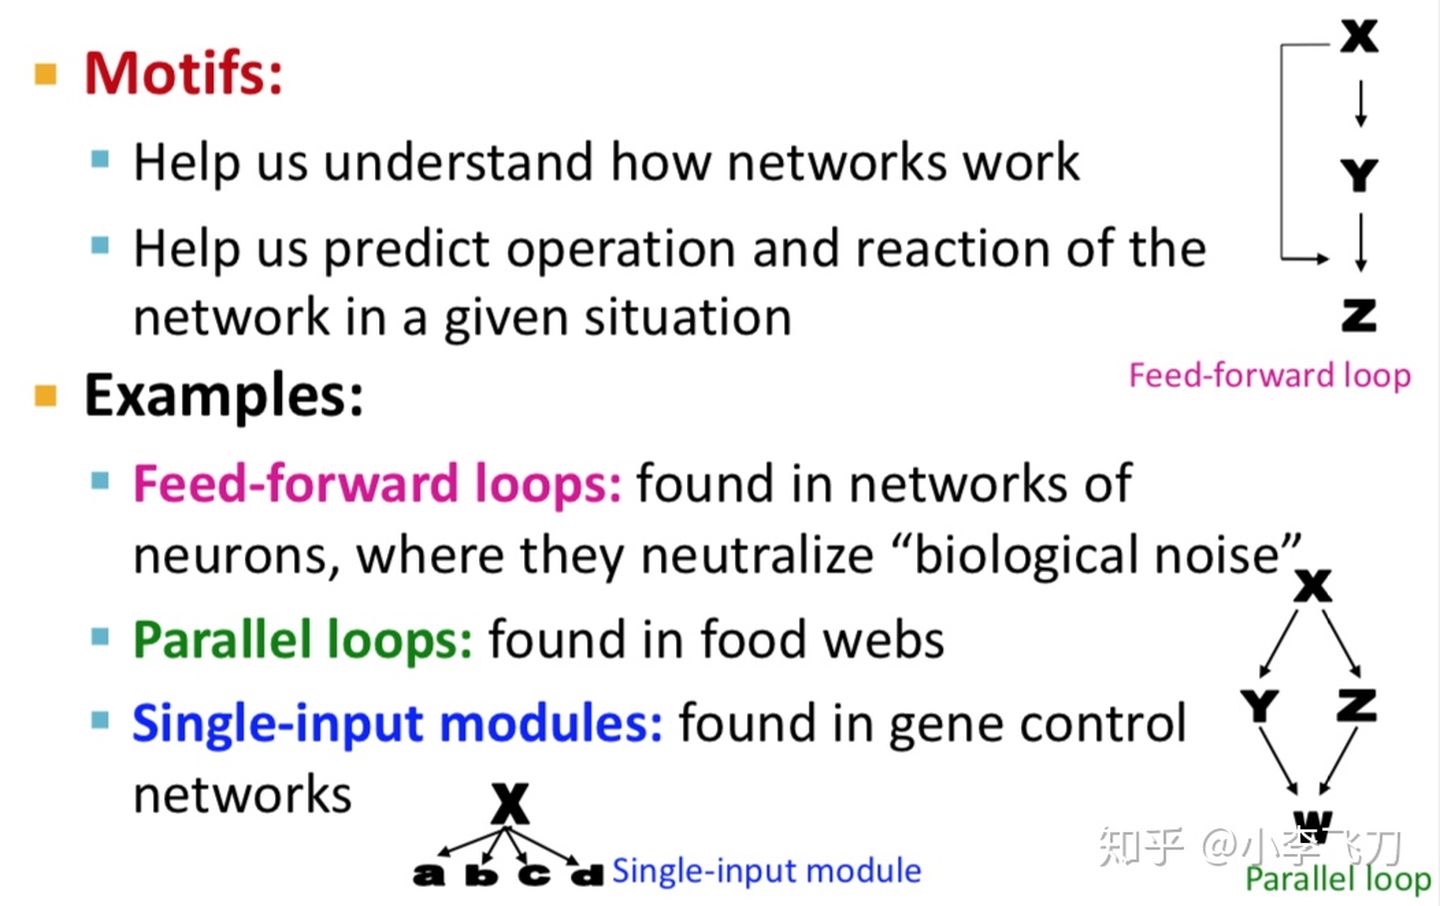 Motifs:
Help us understand how networks work
Help us predict operation and reaction of the
network in a given situation
X
Y
Z
Feed-forward loop
Examples:
Feed-forward loops: found in networks of
neurons, where they neutralize “biological noise”
Parallel loops: found in food webs
Single-input modules: found in gene control
networks
X
a b c d
Single-input module
X
Y Z
W
Parallel loop
知乎 @小李飞刀